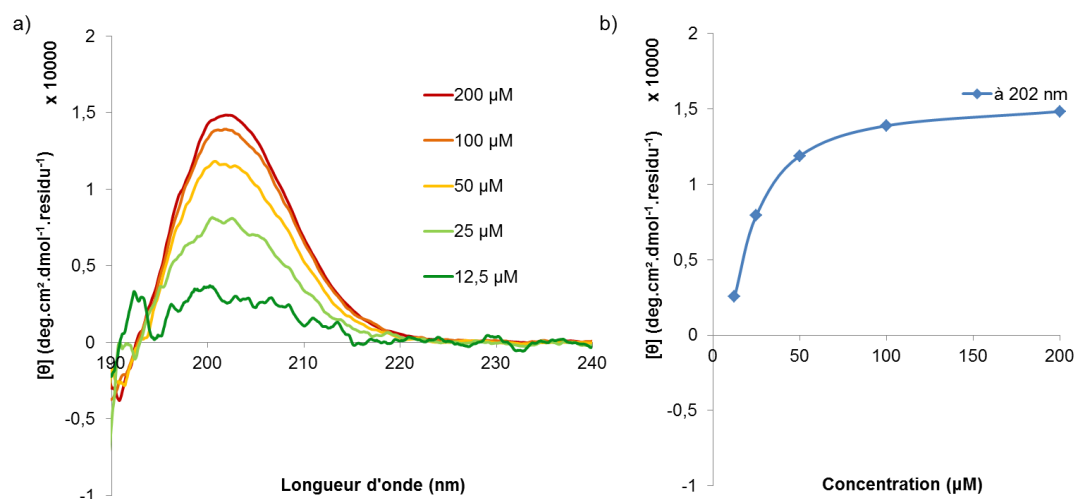 a)
x 10000
[θ] (deg.cm².dmol⁻¹.residu⁻¹)
2
1,5
1
0,5
0
-0,5
-1
190
200
210
220
230
240
Longueur d'onde (nm)
200 µM
100 µM
50 µM
25 µM
12,5 µM
b)
x 10000
[θ] (deg.cm².dmol⁻¹.residu⁻¹)
2
1,5
1
0,5
0
-0,5
-1
0
50
100
150
200
Concentration (µM)
à 202 nm